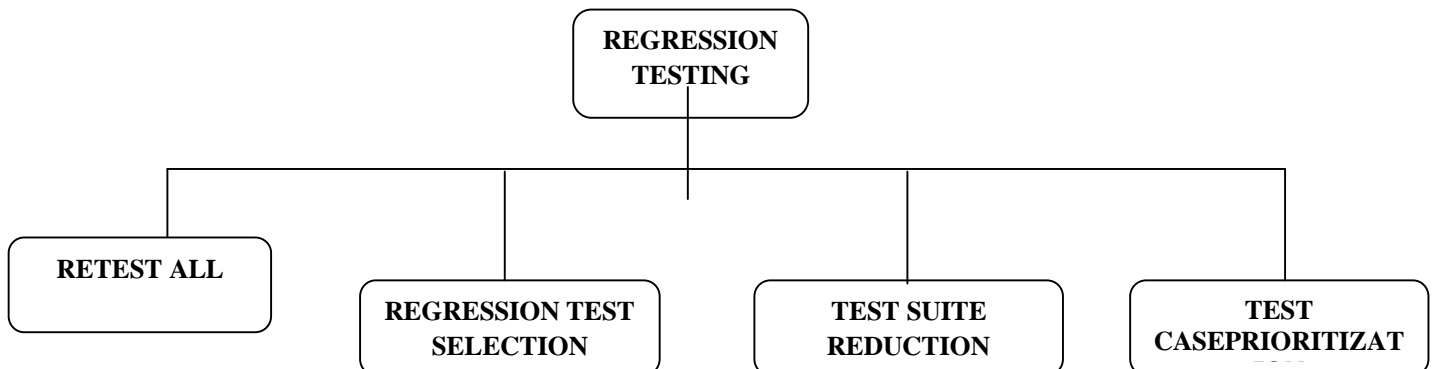 REGRESSION
TESTING
RETEST ALL
REGRESSION TEST
SELECTION
TEST SUITE
REDUCTION
TEST
CASEPRIORITIZAT